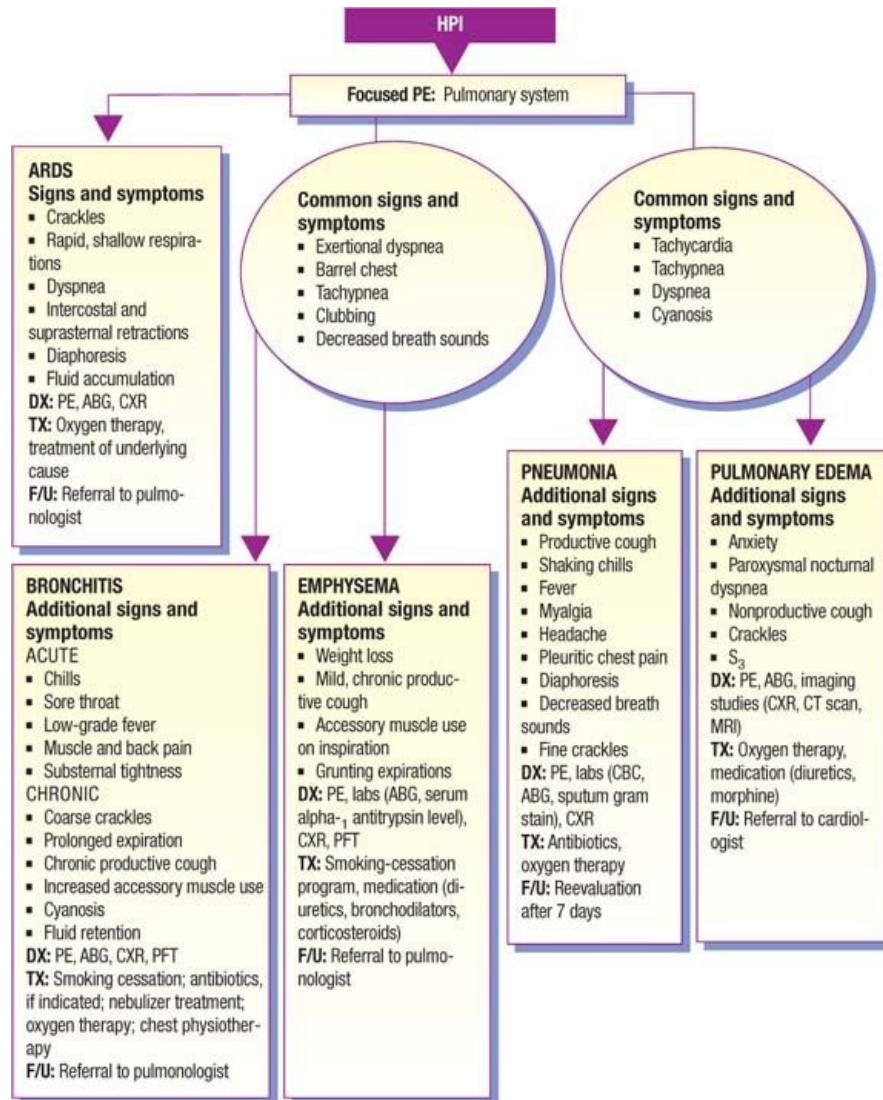 HPI
Focused PE: Pulmonary system
ARDS
Signs and symptoms
▪ Crackles
▪ Rapid, shallow respira-
tions
▪ Dyspnea
▪ Intercostal and
suprasternal retractions
▪ Diaphoresis
▪ Fluid accumulation
DX: PE, ABG, CXR
TX: Oxygen therapy,
treatment of underlying
cause
F/U: Referral to pulmo-
nologist
Common signs and
symptoms
▪ Exertional dyspnea
▪ Barrel chest
▪ Tachypnea
▪ Clubbing
▪ Decreased breath sounds
Common signs and
symptoms
▪ Tachycardia
▪ Tachypnea
▪ Dyspnea
▪ Cyanosis
BRONCHITIS
Additional signs and
symptoms
ACUTE
▪ Chills
▪ Sore throat
▪ Low-grade fever
▪ Muscle and back pain
▪ Substernal tightness
CHRONIC
▪ Coarse crackles
▪ Prolonged expiration
▪ Chronic productive cough
▪ Increased accessory muscle use
▪ Cyanosis
▪ Fluid retention
DX: PE, ABG, CXR, PFT
TX: Smoking cessation; antibiotics,
if indicated; nebulizer treatment;
oxygen therapy; chest physiother-
apy
F/U: Referral to pulmonologist
EMPHYSEMA
Additional signs and
symptoms
▪ Weight loss
▪ Mild, chronic produc-
tive cough
▪ Accessory muscle use
on inspiration
▪ Grunting expirations
DX: PE, labs (ABG, serum
alpha-1 antitrypsin level),
CXR, PFT
TX: Smoking-cessation
program, medication (di-
uretics, bronchodilators,
corticosteroids)
F/U: Referral to pulmo-
nologist
PNEUMONIA
Additional signs
and symptoms
▪ Productive cough
▪ Shaking chills
▪ Fever
▪ Myalgia
▪ Headache
▪ Pleuritic chest pain
▪ Diaphoresis
▪ Decreased breath
sounds
▪ Fine crackles
DX: PE, labs (CBC,
ABG, sputum gram
stain), CXR
TX: Antibiotics,
oxygen therapy
F/U: Reevaluation
after 7 days
PULMONARY EDEMA
Additional signs
and symptoms
▪ Anxiety
▪ Paroxysmal nocturnal
dyspnea
▪ Nonproductive cough
▪ Crackles
▪ S3
DX: PE, ABG, imaging
studies (CXR, CT scan,
MRI)
TX: Oxygen therapy,
medication (diuretics,
morphine)
F/U: Referral to cardiol-
ogist